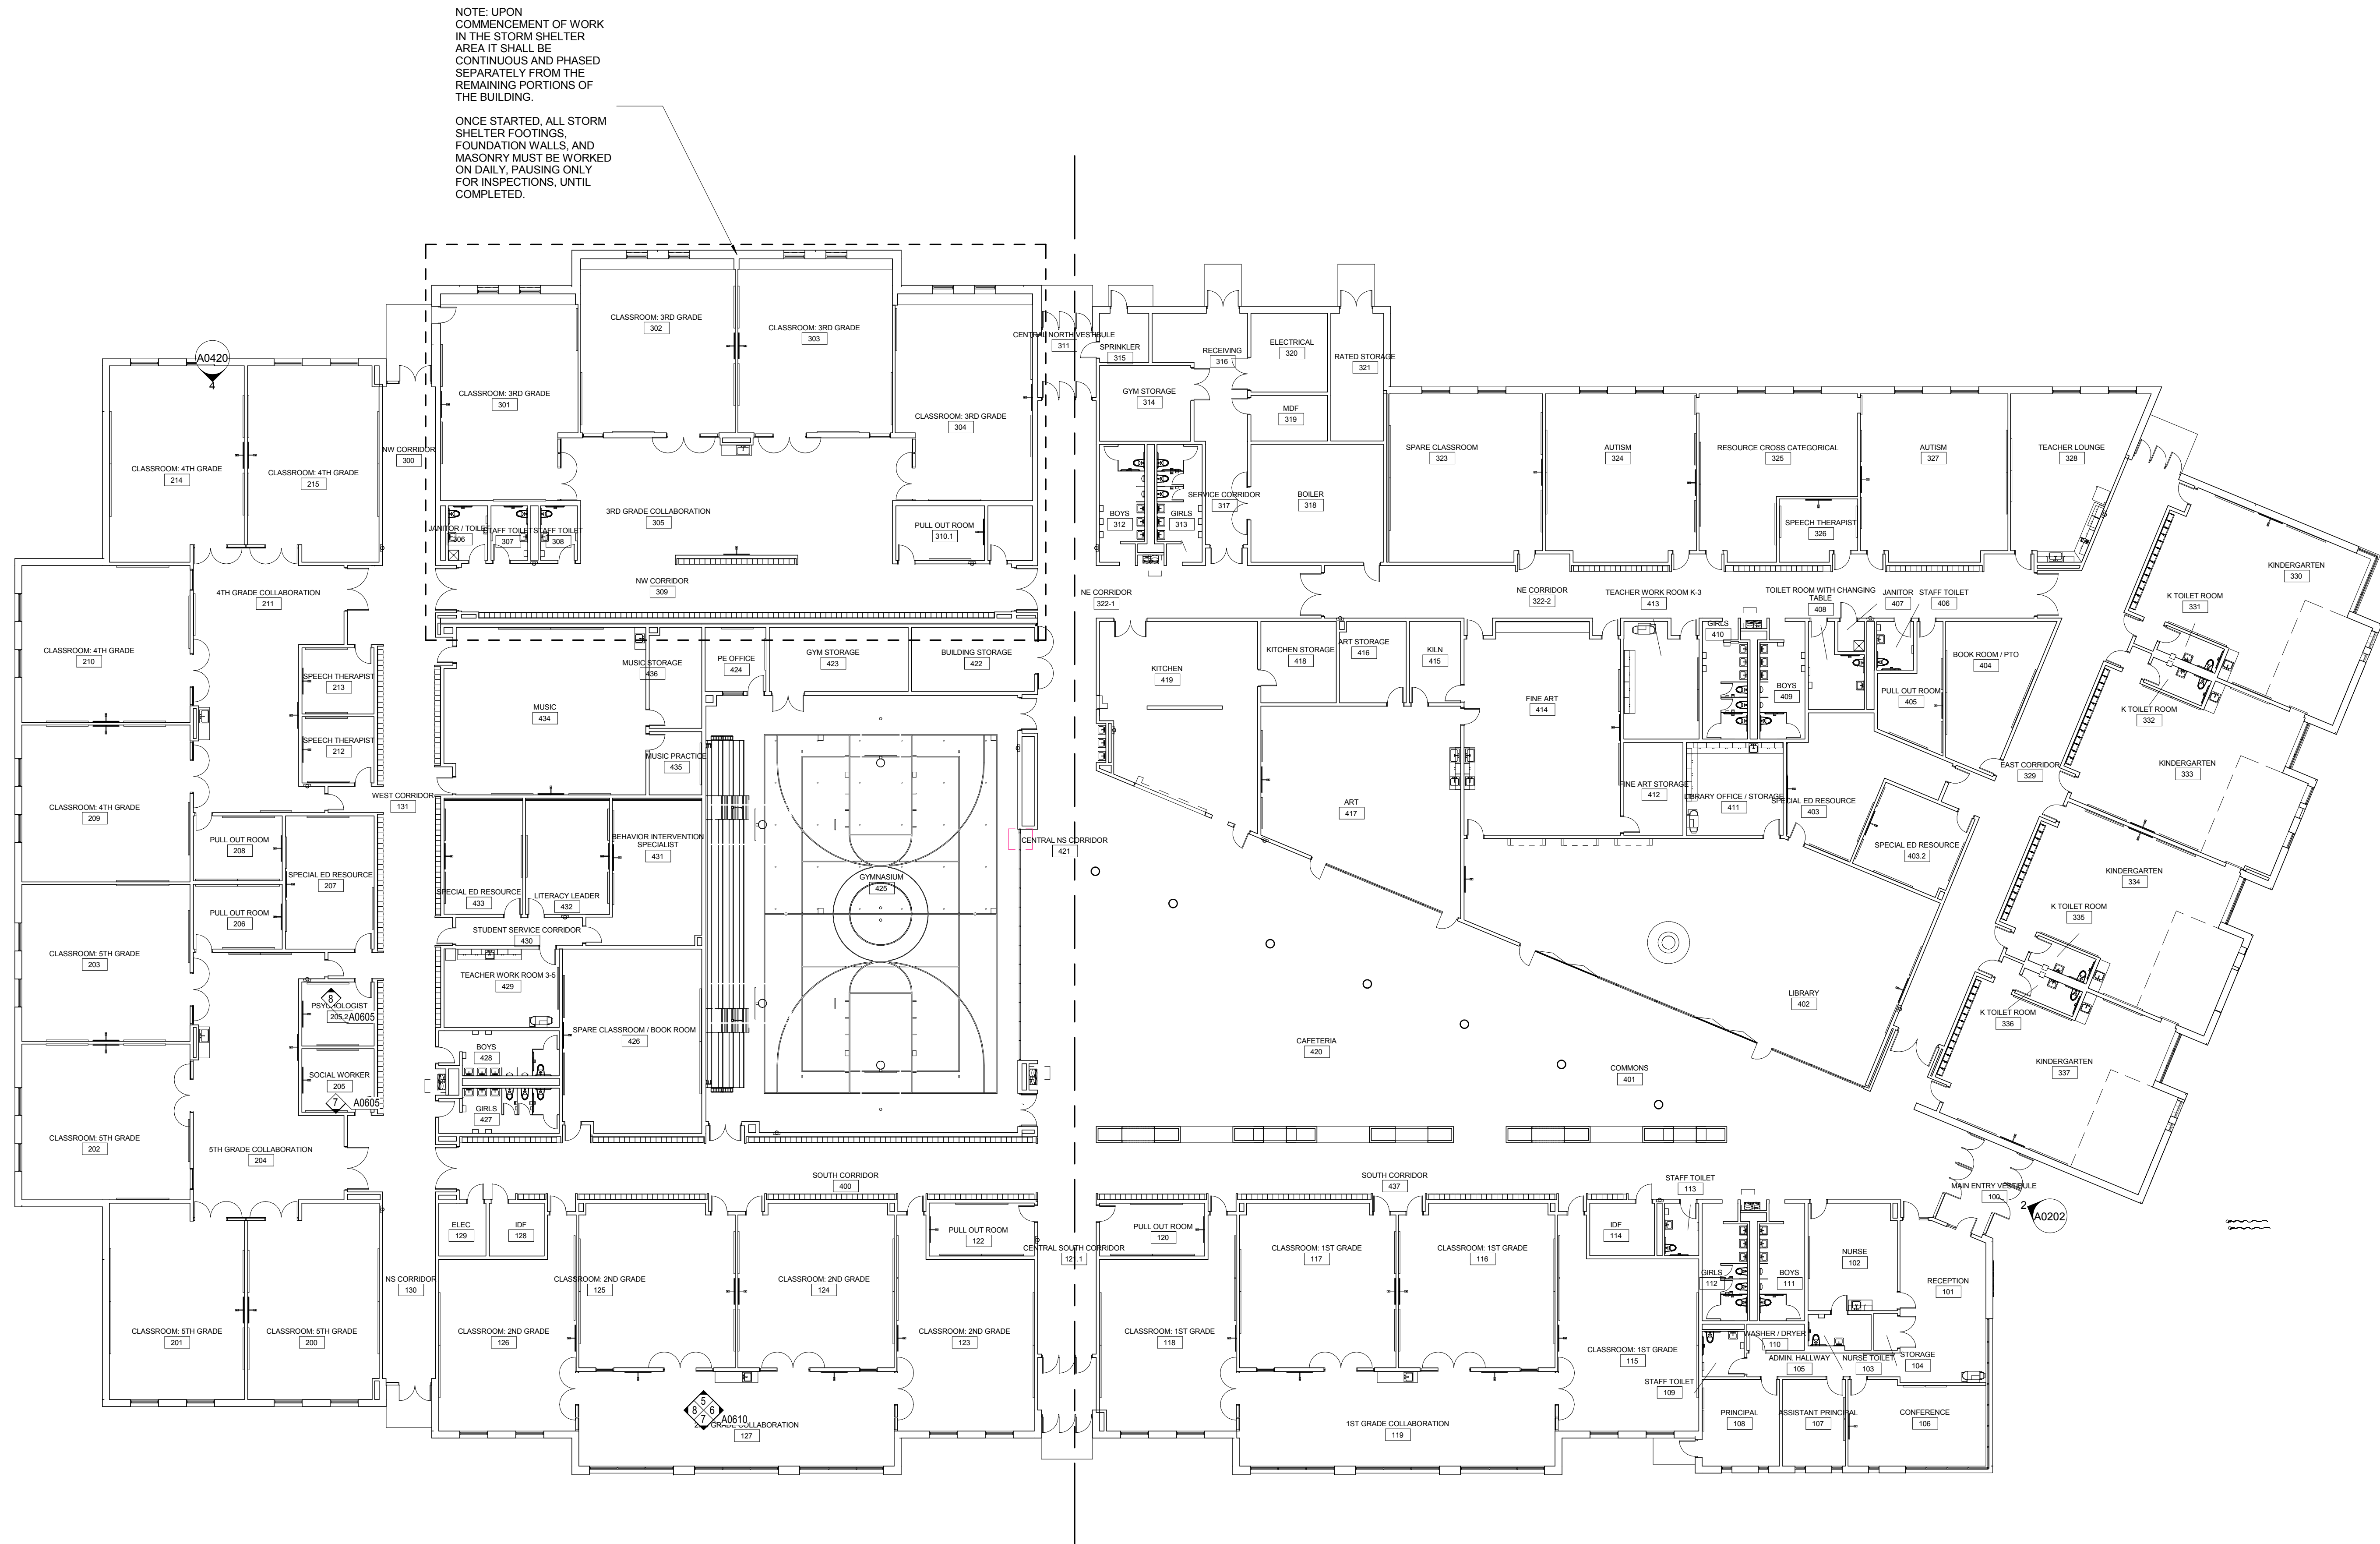 NOTE: UPON
COMMENCEMENT OF WORK
IN THE STORM SHELTER
AREA IT SHALL BE
CONTINUOUS AND PHASED
SEPARATELY FROM THE
REMAINING PORTIONS OF
THE BUILDING.
ONCE STARTED, ALL STORM
SHELTER FOOTINGS,
FOUNDATION WALLS, AND
MASONRY MUST BE WORKED
ON DAILY, PAUSING ONLY
FOR INSPECTIONS, UNTIL
COMPLETED.
A0420
4
CLASSROOM: 4TH GRADE
214
CLASSROOM: 4TH GRADE
215
NW CORRIDOR
300
CLASSROOM: 3RD GRADE
301
CLASSROOM: 3RD GRADE
302
CLASSROOM: 3RD GRADE
303
CLASSROOM: 3RD GRADE
304
3RD GRADE COLLABORATION
305
JANITOR / TOILET
306
STAFF TOILET
307
STAFF TOILET
308
PULL OUT ROOM
310.1
NW CORRIDOR
309
CENTRAL NORTH VESTIBULE
311
SPRINKLER
315
RECEIVING
316
ELECTRICAL
320
RATED STORAGE
321
GYM STORAGE
314
MDF
319
BOYS
312
GIRLS
313
SERVICE CORRIDOR
317
BOILER
318
SPARE CLASSROOM
323
AUTISM
324
RESOURCE CROSS CATEGORICAL
325
SPEECH THERAPIST
326
AUTISM
327
TEACHER LOUNGE
328
KINDERGARTEN
330
K TOILET ROOM
331
K TOILET ROOM
332
KINDERGARTEN
333
KINDERGARTEN
334
K TOILET ROOM
335
K TOILET ROOM
336
KINDERGARTEN
337
EAST CORRIDOR
329
NE CORRIDOR
322-1
NE CORRIDOR
322-2
TEACHER WORK ROOM K-3
413
TOILET ROOM WITH CHANGING
TABLE
408
JANITOR
407
STAFF TOILET
406
GIRLS
410
BOYS
409
PULL OUT ROOM
405
BOOK ROOM / PTO
404
KITCHEN
419
KITCHEN STORAGE
418
ART STORAGE
416
KILN
415
FINE ART
414
FINE ART STORAGE
412
LIBRARY OFFICE / STORAGE
411
SPECIAL ED RESOURCE
403
SPECIAL ED RESOURCE
403.2
ART
417
LIBRARY
402
CAFETERIA
420
COMMONS
401
4TH GRADE COLLABORATION
211
CLASSROOM: 4TH GRADE
210
SPEECH THERAPIST
213
SPEECH THERAPIST
212
CLASSROOM: 4TH GRADE
209
WEST CORRIDOR
131
PULL OUT ROOM
208
SPECIAL ED RESOURCE
207
PULL OUT ROOM
206
CLASSROOM: 5TH GRADE
203
8
A0605
205.2
SOCIAL WORKER
205
7
A0605
CLASSROOM: 5TH GRADE
202
5TH GRADE COLLABORATION
204
CLASSROOM: 5TH GRADE
201
CLASSROOM: 5TH GRADE
200
NS CORRIDOR
130
MUSIC
434
MUSIC STORAGE
436
MUSIC PRACTICE
435
PE OFFICE
424
GYM STORAGE
423
BUILDING STORAGE
422
SPECIAL ED RESOURCE
433
LITERACY LEADER
432
BEHAVIOR INTERVENTION
SPECIALIST
431
STUDENT SERVICE CORRIDOR
430
TEACHER WORK ROOM 3-5
429
SPARE CLASSROOM / BOOK ROOM
426
BOYS
428
GIRLS
427
GYMNASIUM
425
CENTRAL NS CORRIDOR
421
SOUTH CORRIDOR
400
SOUTH CORRIDOR
437
ELEC
129
IDF
128
CLASSROOM: 2ND GRADE
126
CLASSROOM: 2ND GRADE
125
CLASSROOM: 2ND GRADE
124
CLASSROOM: 2ND GRADE
123
PULL OUT ROOM
122
CENTRAL SOUTH CORRIDOR
121.1
PULL OUT ROOM
120
5
8 6
7
A0610
GRADE COLLABORATION
127
CLASSROOM: 1ST GRADE
118
CLASSROOM: 1ST GRADE
117
CLASSROOM: 1ST GRADE
116
CLASSROOM: 1ST GRADE
115
1ST GRADE COLLABORATION
119
IDF
114
STAFF TOILET
113
GIRLS
112
BOYS
111
NURSE
102
RECEPTION
101
MAIN ENTRY VESTIBULE
100
2
A0202
WASHER / DRYER
110
ADMIN. HALLWAY
105
NURSE TOILET
103
STORAGE
104
STAFF TOILET
109
PRINCIPAL
108
ASSISTANT PRINCIPAL
107
CONFERENCE
106